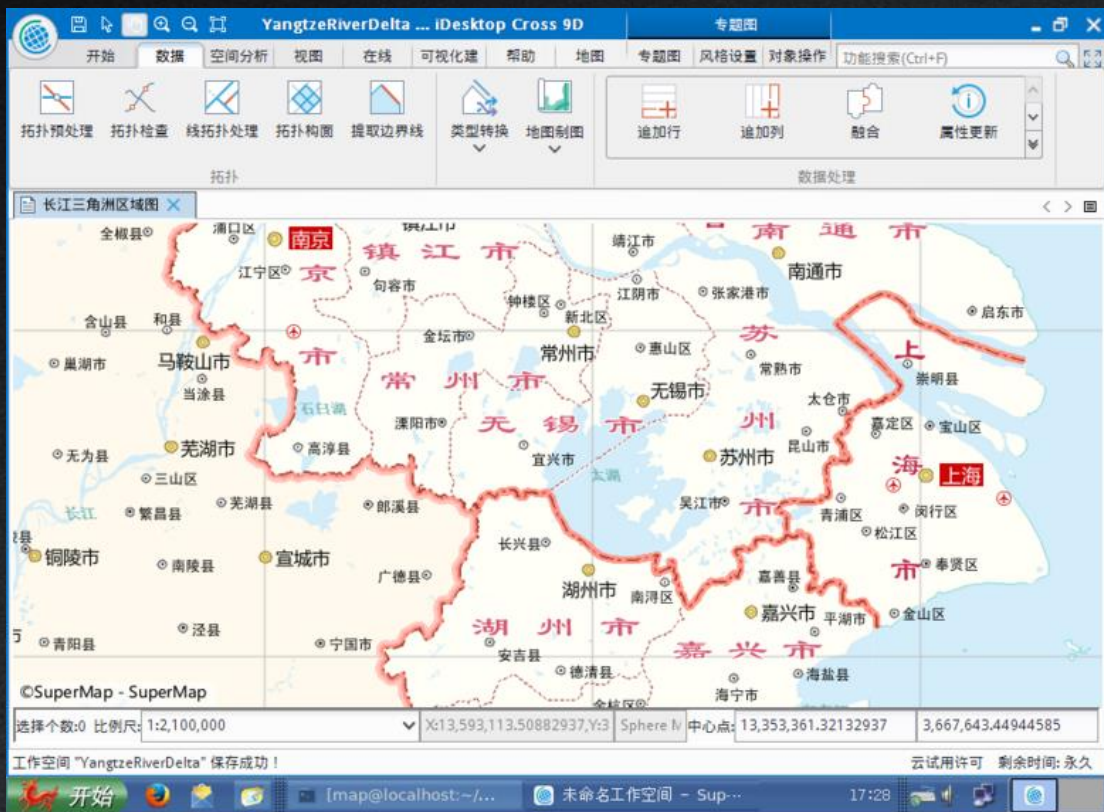 YangtzeRiverDelta ... iDesktop Cross 9D
专题图
开始 数据 空间分析 视图 在线 可视化建 帮助 地图 专题图 风格设置 对象操作 功能搜索(Ctrl+F)
拓扑预处理 拓扑检查 线拓扑处理 拓扑构面 提取边界线 类型转换 地图制图 追加行 追加列 融合 属性更新
拓扑 数据处理
长江三角洲区域图
全椒县 浦口区 南京 镇江市 靖江市 南通市
江宁区 京 句容市 镇江市 江阴市 张家港市 南通市
含山县 和县 钟楼区 新北区 启东市
巢湖市 马鞍山市 市 金坛市 常州市 惠山区 苏 常熟市 上
当涂县 石臼湖 常州市 无锡市 太仓市 崇明县
无为县 芜湖市 高淳县 溧阳市 无锡市 州 昆山市 嘉定区 宝山区
三山区 宜兴市 太湖 苏州市 海 上海
长江 繁昌县 芜湖县 郎溪县 吴江市 市 青浦区 闵行区
县 铜陵市 南陵县 宣城市 长兴县 松江区
广德县 湖州市 南浔区 嘉善县 市 奉贤区
泾县 湖州市 嘉兴市 平湖市 金山区
青阳县 宁国市 安吉县 嘉兴市
德清县 海盐县
©SuperMap - SuperMap 余杭区 海宁市
选择个数:0 比例尺: 1:2,100,000 X:13,593,113.50882937,Y:3 Sphere M 中心点: 13,353,361.32132937 3,667,643.44944585
工作空间 "YangtzeRiverDelta" 保存成功！ 云试用许可 剩余时间: 永久
开始 [map@localhost:~/... 未命名工作空间 - Sup... 17:28